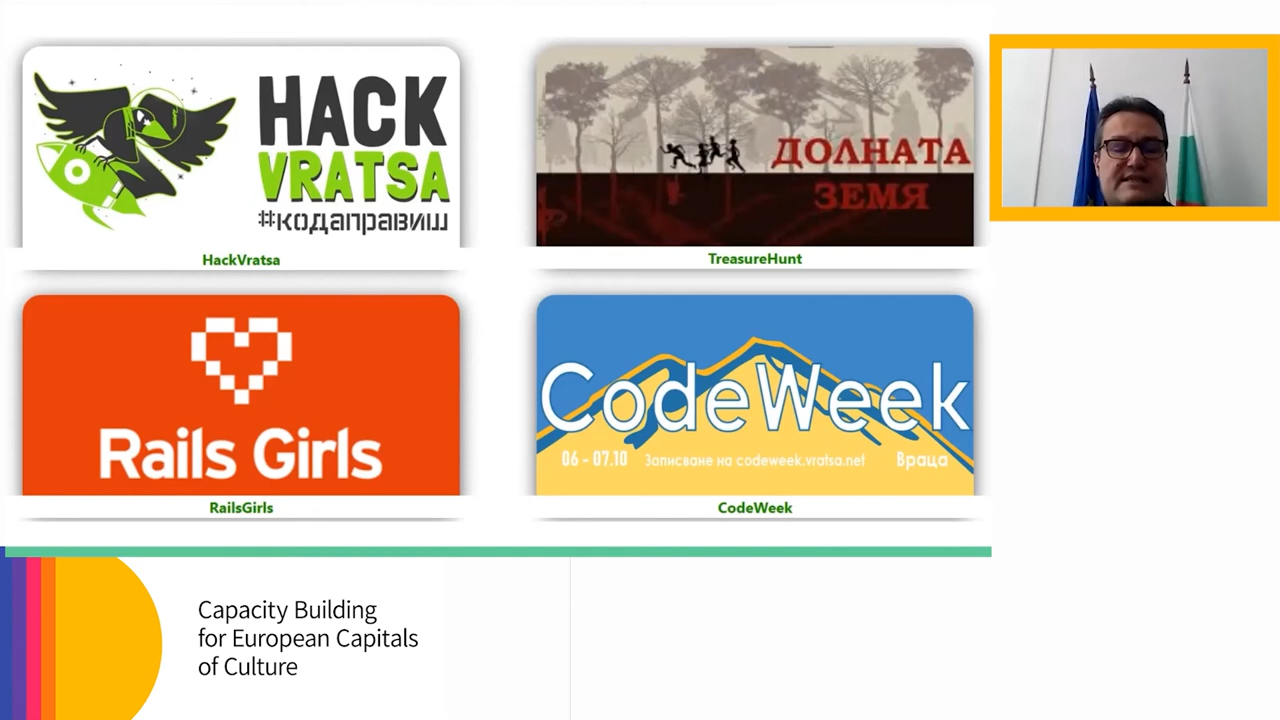 HACK
VRATSA
#кодаправиш
HackVratsa
ДОЛНАТА
ЗЕМЯ
TreasureHunt
Rails Girls
RailsGirls
CodeWeek
06 - 07.10 Записване на codeweek.vratsa.net Враца
CodeWeek
Capacity Building
for European Capitals
of Culture